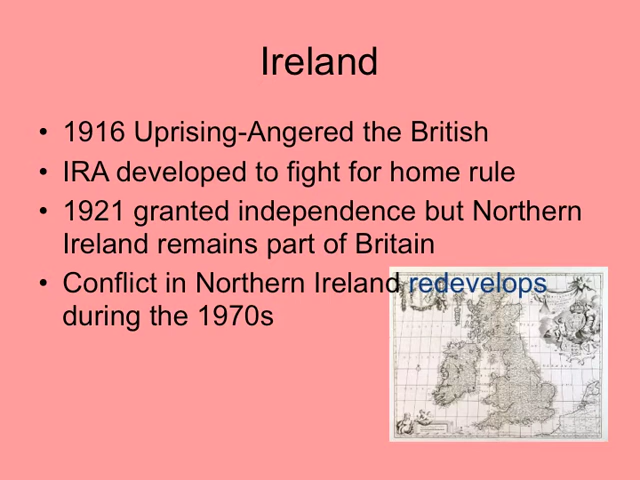 Ireland
• 1916 Uprising-Angered the British
• IRA developed to fight for home rule
• 1921 granted independence but Northern
Ireland remains part of Britain
• Conflict in Northern Ireland redevelops
during the 1970s